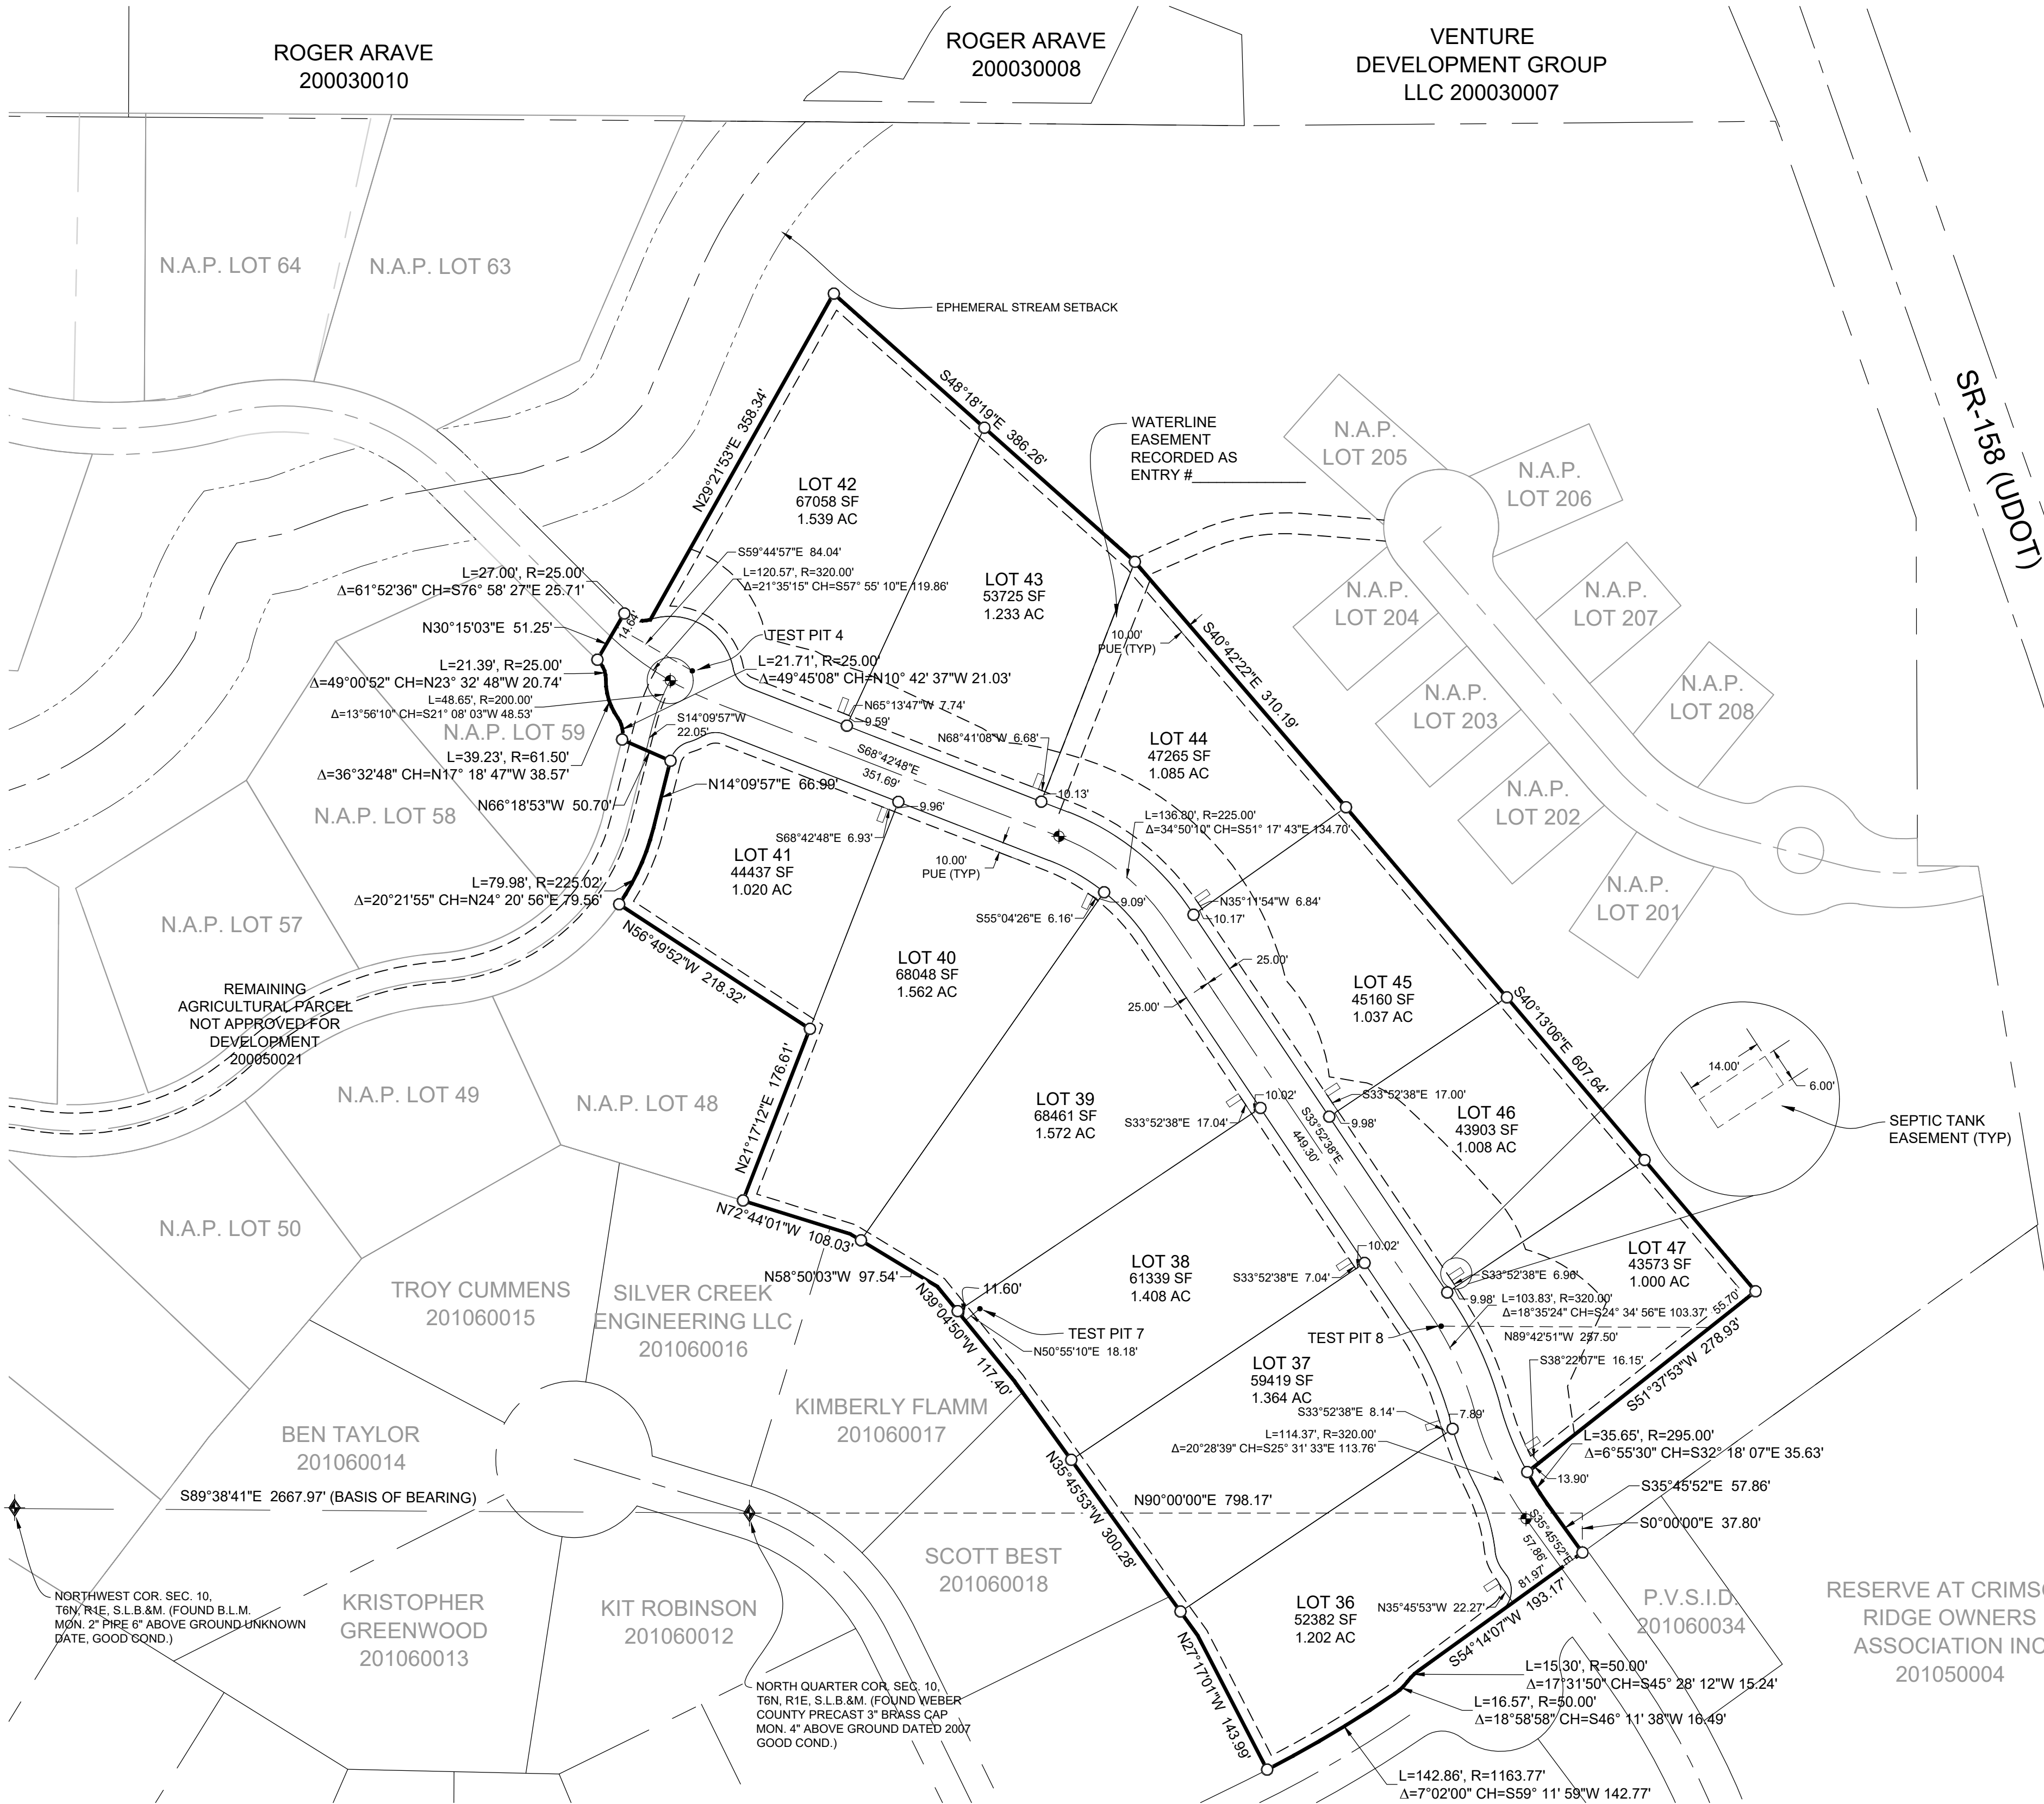 ROGER ARAVE
200030010
ROGER ARAVE
200030008
VENTURE
DEVELOPMENT GROUP
LLC 200030007
SR-158 (UDOT)
N.A.P. LOT 64
N.A.P. LOT 63
EPHEMERAL STREAM SETBACK
N29°21'53"E 358.34'
S48°18'19"E 386.26'
WATERLINE
EASEMENT
RECORDED AS
ENTRY #
N.A.P.
LOT 205
N.A.P.
LOT 206
N.A.P.
LOT 204
N.A.P.
LOT 207
N.A.P.
LOT 203
N.A.P.
LOT 208
N.A.P.
LOT 202
N.A.P.
LOT 201
LOT 42
67058 SF
1.539 AC
S59°44'57"E 84.04'
L=120.57', R=320.00'
Δ=21°35'15" CH=S57° 55' 10"E 119.86'
L=27.00', R=25.00'
Δ=61°52'36" CH=S76° 58' 27"E 25.71'
N30°15'03"E 51.25'
14.64'
L=21.39', R=25.00'
Δ=49°00'52" CH=N23° 32' 48"W 20.74'
L=48.65', R=200.00'
Δ=13°56'10" CH=S21° 08' 03"W 48.53'
N.A.P. LOT 59
L=39.23', R=61.50'
Δ=36°32'48" CH=N17° 18' 47"W 38.57'
N66°18'53"W 50.70'
S14°09'57"W
22.05'
TEST PIT 4
L=21.71', R=25.00'
Δ=49°45'08" CH=N10° 42' 37"W 21.03'
N65°13'47"W 7.74'
9.59'
LOT 43
53725 SF
1.233 AC
10.00'
PUE (TYP)
S40°42'22"E 310.19'
N68°41'08"W 6.68'
10.13'
LOT 44
47265 SF
1.085 AC
S68°42'48"E
351.69'
N14°09'57"E 66.99'
9.96'
S68°42'48"E 6.93'
L=136.80', R=225.00'
Δ=34°50'10" CH=S51° 17' 43"E 134.70'
10.00'
PUE (TYP)
N.A.P. LOT 58
LOT 41
44437 SF
1.020 AC
L=79.98', R=225.02'
Δ=20°21'55" CH=N24° 20' 56"E 79.56'
9.09'
S55°04'26"E 6.16'
N35°11'54"W 6.84'
10.17'
N.A.P. LOT 57
N56°49'52"W 218.32'
LOT 40
68048 SF
1.562 AC
25.00'
25.00'
LOT 45
45160 SF
1.037 AC
S40°13'06"E 607.64'
REMAINING
AGRICULTURAL PARCEL
NOT APPROVED FOR
DEVELOPMENT
200050021
N.A.P. LOT 49
N.A.P. LOT 48
N21°17'12"E 176.61'
LOT 39
68461 SF
1.572 AC
10.02'
S33°52'38"E 17.04'
S33°52'38"E
449.30'
S33°52'38"E 17.00'
9.98'
LOT 46
43903 SF
1.008 AC
14.00'
6.00'
SEPTIC TANK
EASEMENT (TYP)
N.A.P. LOT 50
N72°44'01"W 108.03'
N58°50'03"W 97.54'
N39°04'50"W 117.40'
11.60'
TEST PIT 7
N50°55'10"E 18.18'
LOT 38
61339 SF
1.408 AC
10.02'
S33°52'38"E 7.04'
S33°52'38"E 6.96'
9.98'
L=103.83', R=320.00'
Δ=18°35'24" CH=S24° 34' 56"E 103.37'
LOT 47
43573 SF
1.000 AC
55.70'
TEST PIT 8
N89°42'51"W 257.50'
S38°22'07"E 16.15'
S51°37'53"W 278.93'
TROY CUMMENS
201060015
SILVER CREEK
ENGINEERING LLC
201060016
KIMBERLY FLAMM
201060017
LOT 37
59419 SF
1.364 AC
S33°52'38"E 8.14'
7.89'
L=114.37', R=320.00'
Δ=20°28'39" CH=S25° 31' 33"E 113.76'
L=35.65', R=295.00'
Δ=6°55'30" CH=S32° 18' 07"E 35.63'
13.90'
S35°45'52"E 57.86'
S0°00'00"E 37.80'
BEN TAYLOR
201060014
S89°38'41"E 2667.97' (BASIS OF BEARING)
N35°45'53"W 300.28'
N90°00'00"E 798.17'
S35°45'52"E
57.86'
81.97'
SCOTT BEST
201060018
NORTHWEST COR. SEC. 10,
T6N, R1E, S.L.B.&M. (FOUND B.L.M.
MON. 2" PIPE 6" ABOVE GROUND UNKNOWN
DATE, GOOD COND.)
KRISTOPHER
GREENWOOD
201060013
KIT ROBINSON
201060012
LOT 36
52382 SF
1.202 AC
N35°45'53"W 22.27'
S54°14'07"W 193.17'
P.V.S.I.D.
201060034
RESERVE AT CRIMSO
RIDGE OWNERS
ASSOCIATION INC
201050004
N27°17'01"W 143.99'
NORTH QUARTER COR. SEC. 10,
T6N, R1E, S.L.B.&M. (FOUND WEBER
COUNTY PRECAST 3" BRASS CAP
MON. 4" ABOVE GROUND DATED 2007
GOOD COND.)
L=15.30', R=50.00'
Δ=17°31'50" CH=S45° 28' 12"W 15.24'
L=16.57', R=50.00'
Δ=18°58'58" CH=S46° 11' 38"W 16.49'
L=142.86', R=1163.77'
Δ=7°02'00" CH=S59° 11' 59"W 142.77'